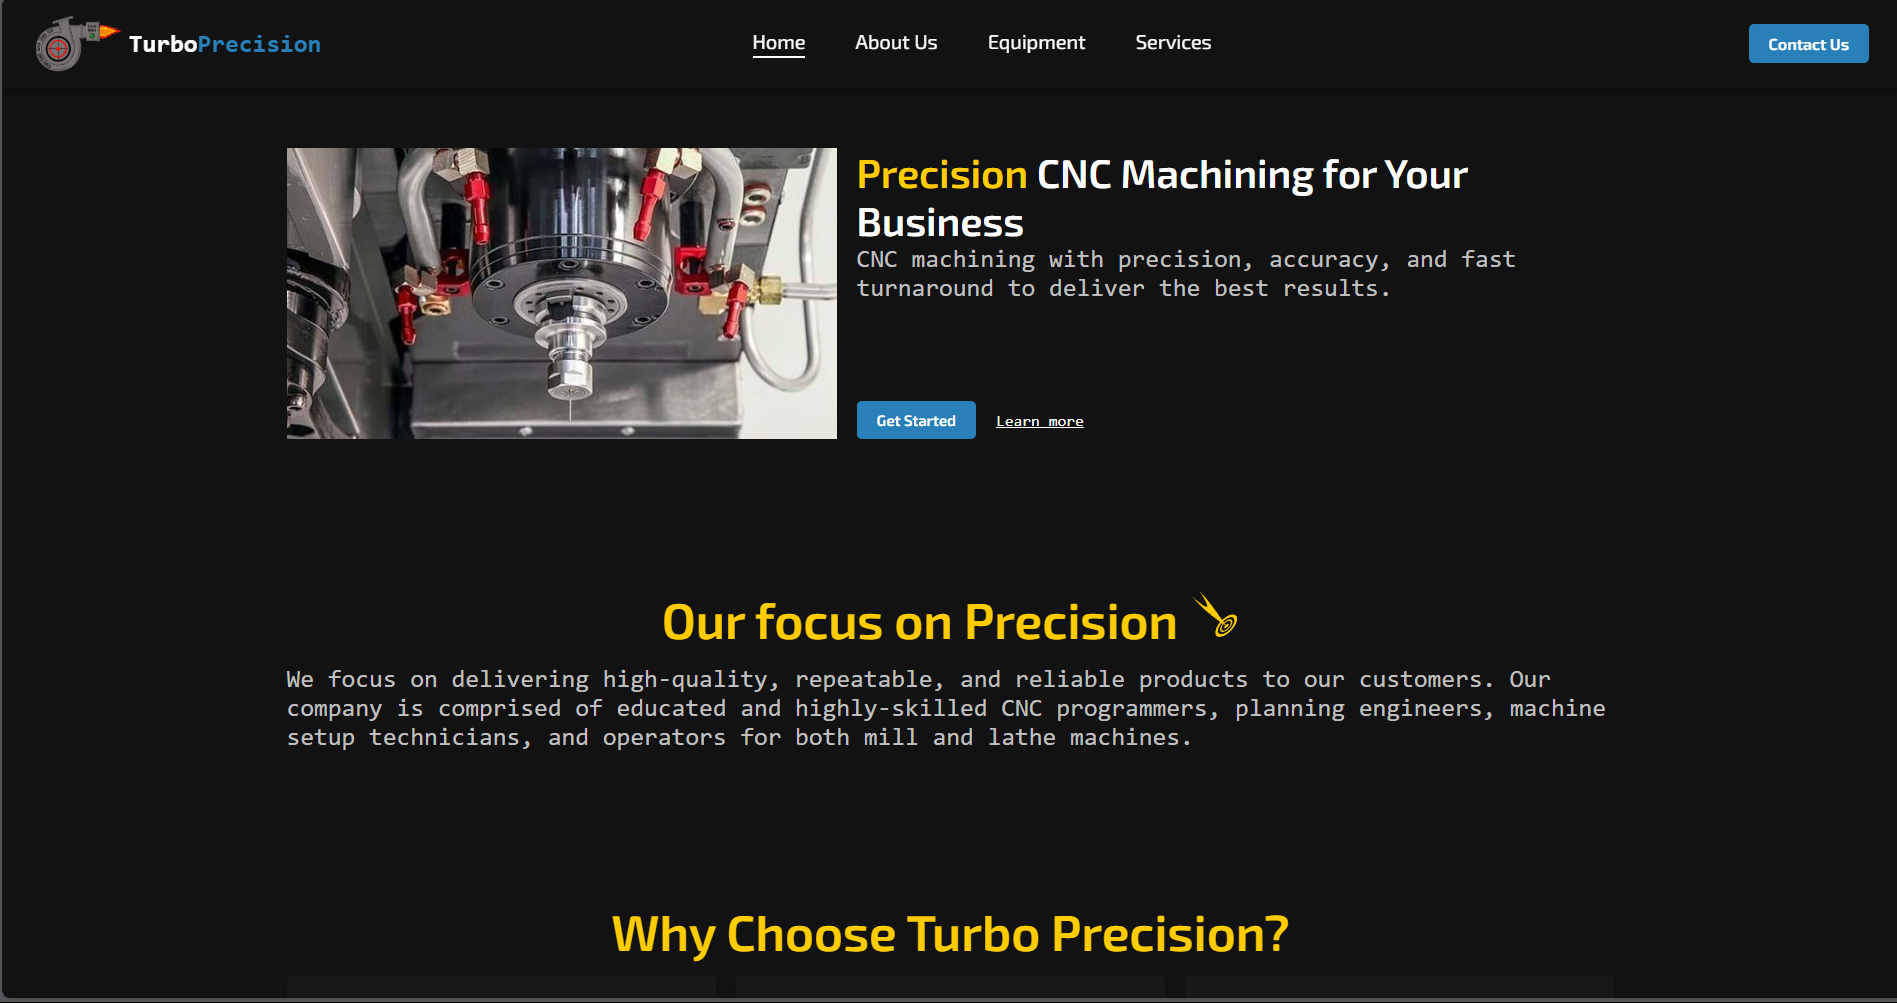 TurboPrecision
Home
About Us
Equipment
Services
Contact Us
Precision CNC Machining for Your
Business
CNC machining with precision, accuracy, and fast
turnaround to deliver the best results.
Get Started
Learn more
Our focus on Precision
We focus on delivering high-quality, repeatable, and reliable products to our customers. Our
company is comprised of educated and highly-skilled CNC programmers, planning engineers, machine
setup technicians, and operators for both mill and lathe machines.
Why Choose Turbo Precision?